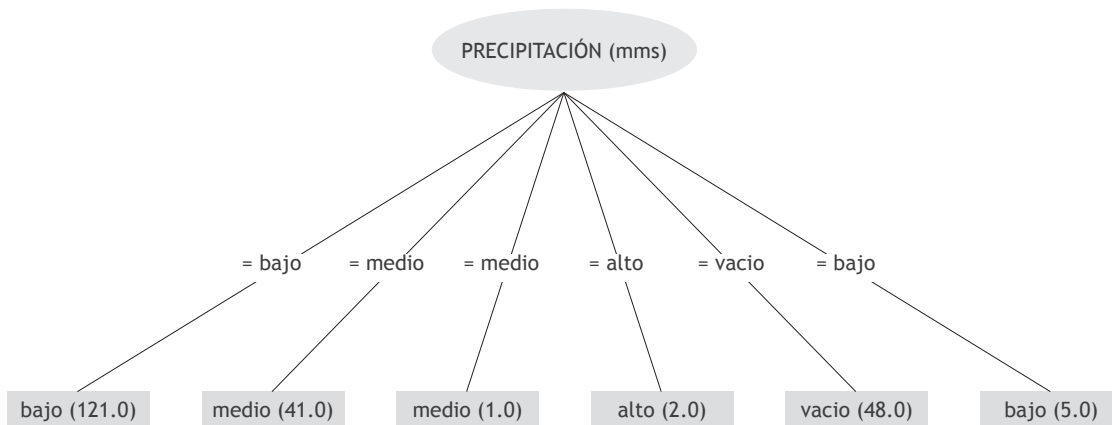 PRECIPITACIÓN (mms)
= bajo = medio = medio = alto = vacio = bajo
bajo (121.0) medio (41.0) medio (1.0) alto (2.0) vacio (48.0) bajo (5.0)